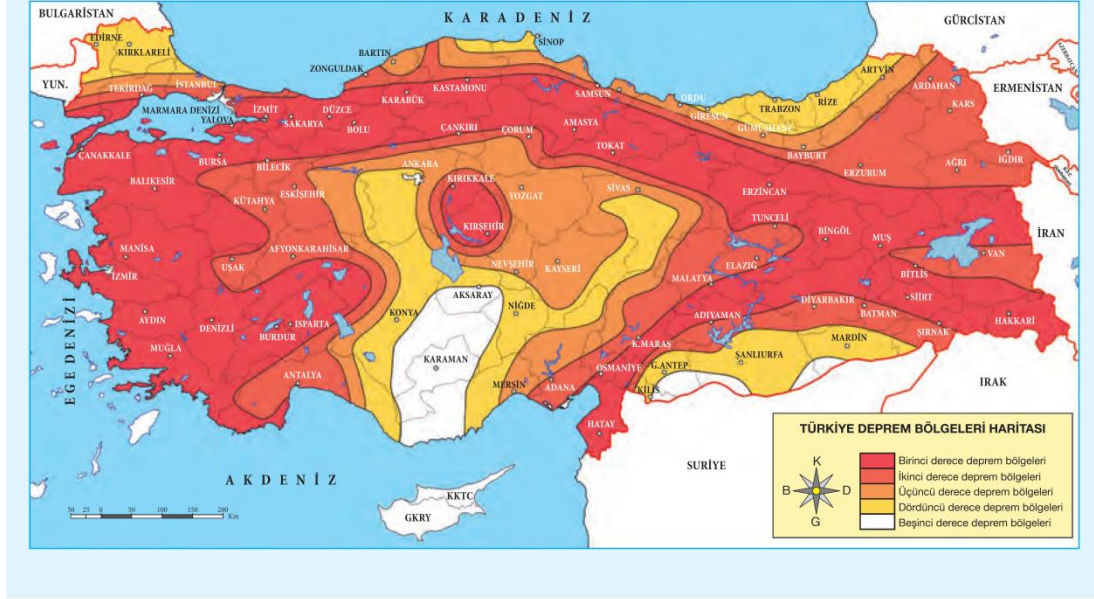 BULGARİSTAN
KARADENİZ
GÜRCİSTAN
EDİRNE
KIRKLARELİ
SİNOP
BARTIN
ZONGULDAK
AZERBAYCAN
YUN.
TEKİRDAĞ
İSTANBUL
KASTAMONU
KARABÜK
SAMSUN
ORDU
GİRESUN
TRABZON
RİZE
ARTVİN
ARDAHAN
KARS
ERMENİSTAN
MARMARA DENİZİ
YALOVA
İZMİT
SAKARYA
DÜZCE
BOLU
ÇANKIRI
ÇORUM
AMASYA
TOKAT
GÜMÜŞHANE
BAYBURT
ERZURUM
AĞRI
IĞDIR
ÇANAKKALE
BURSA
BİLECİK
BALIKESİR
ESKİŞEHİR
KÜTAHYA
ANKARA
KIRIKKALE
YOZGAT
SİVAS
ERZİNCAN
TUNCELİ
BİNGÖL
MUŞ
İRAN
KIRŞEHİR
MANİSA
İZMİR
UŞAK
AFYONKARAHİSAR
NEVŞEHİR
KAYSERİ
MALATYA
ELAZIĞ
BİTLİS
VAN
AKSARAY
NİĞDE
KONYA
AYDIN
DENİZLİ
BURDUR
ISPARTA
MUĞLA
ADIYAMAN
DİYARBAKIR
BATMAN
SİİRT
ŞIRNAK
HAKKARİ
EGE DENİZİ
KARAMAN
K.MARAŞ
OSMANİYE
G.ANTEP
ŞANLIURFA
MARDİN
ANTALYA
MERSİN
ADANA
KİLİS
IRAK
HATAY
SURİYE
AKDENİZ
KKTC
GKRY
50 25 0 50 100 150 200
Km
TÜRKİYE DEPREM BÖLGELERİ HARİTASI
K
B
D
G
Birinci derece deprem bölgeleri
İkinci derece deprem bölgeleri
Üçüncü derece deprem bölgeleri
Dördüncü derece deprem bölgeleri
Beşinci derece deprem bölgeleri